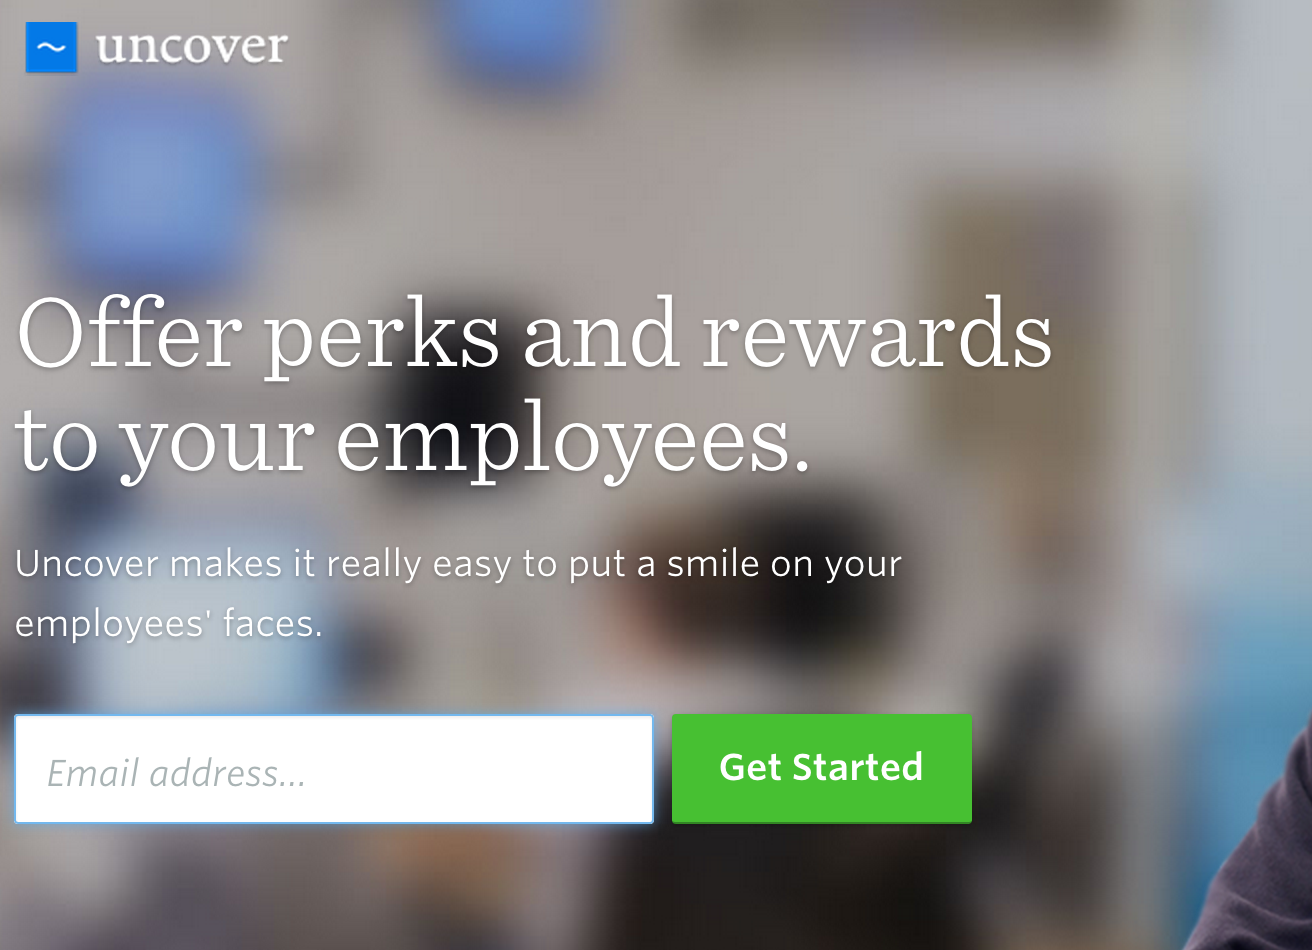 ~ uncover
Offer perks and rewards
to your employees.
Uncover makes it really easy to put a smile on your
employees' faces.
Email address...
Get Started